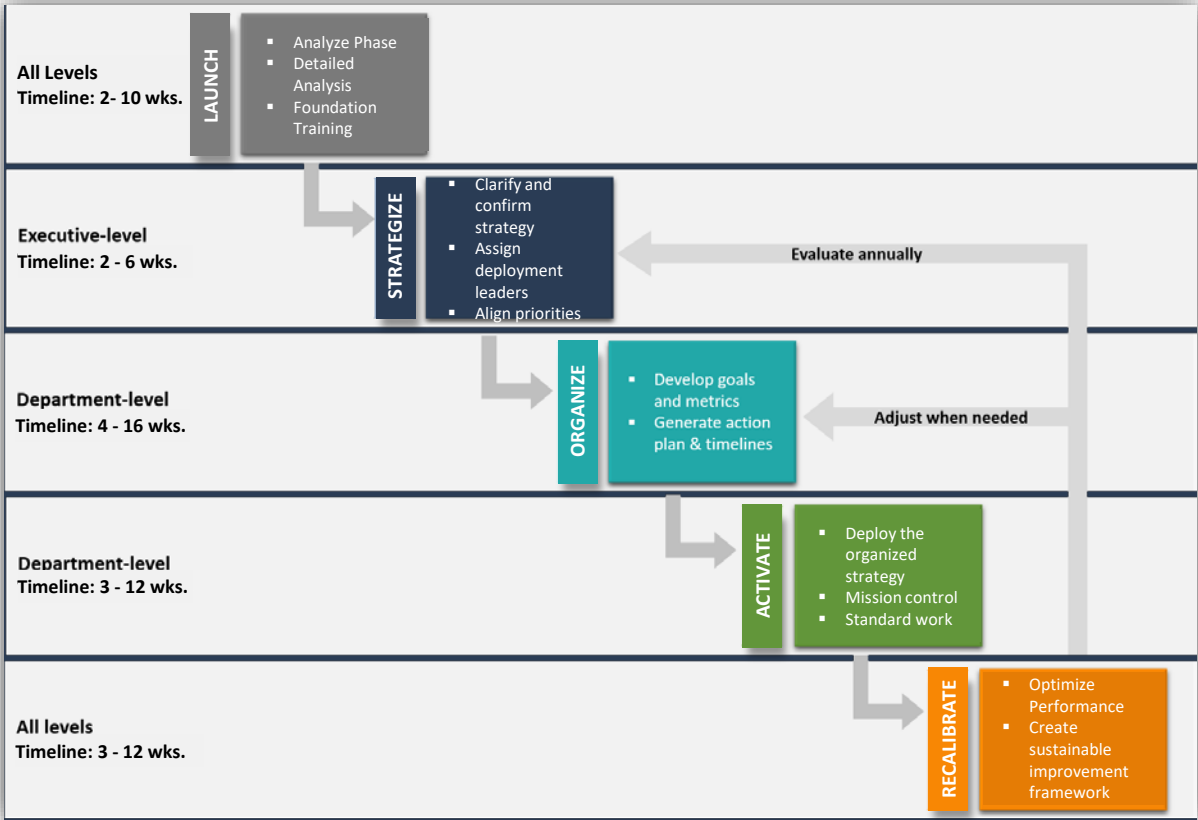 All Levels
Timeline: 2- 10 wks.
LAUNCH
▪ Analyze Phase
▪ Detailed
Analysis
▪ Foundation
Training
Executive-level
Timeline: 2 - 6 wks.
STRATEGIZE
▪ Clarify and
confirm
strategy
▪ Assign
deployment
leaders
▪ Align priorities
Evaluate annually
Department-level
Timeline: 4 - 16 wks.
ORGANIZE
▪ Develop goals
and metrics
▪ Generate action
plan & timelines
Adjust when needed
Department-level
Timeline: 3 - 12 wks.
ACTIVATE
▪ Deploy the
organized
strategy
▪ Mission control
▪ Standard work
All levels
Timeline: 3 - 12 wks.
RECALIBRATE
▪ Optimize
Performance
▪ Create
sustainable
improvement
framework